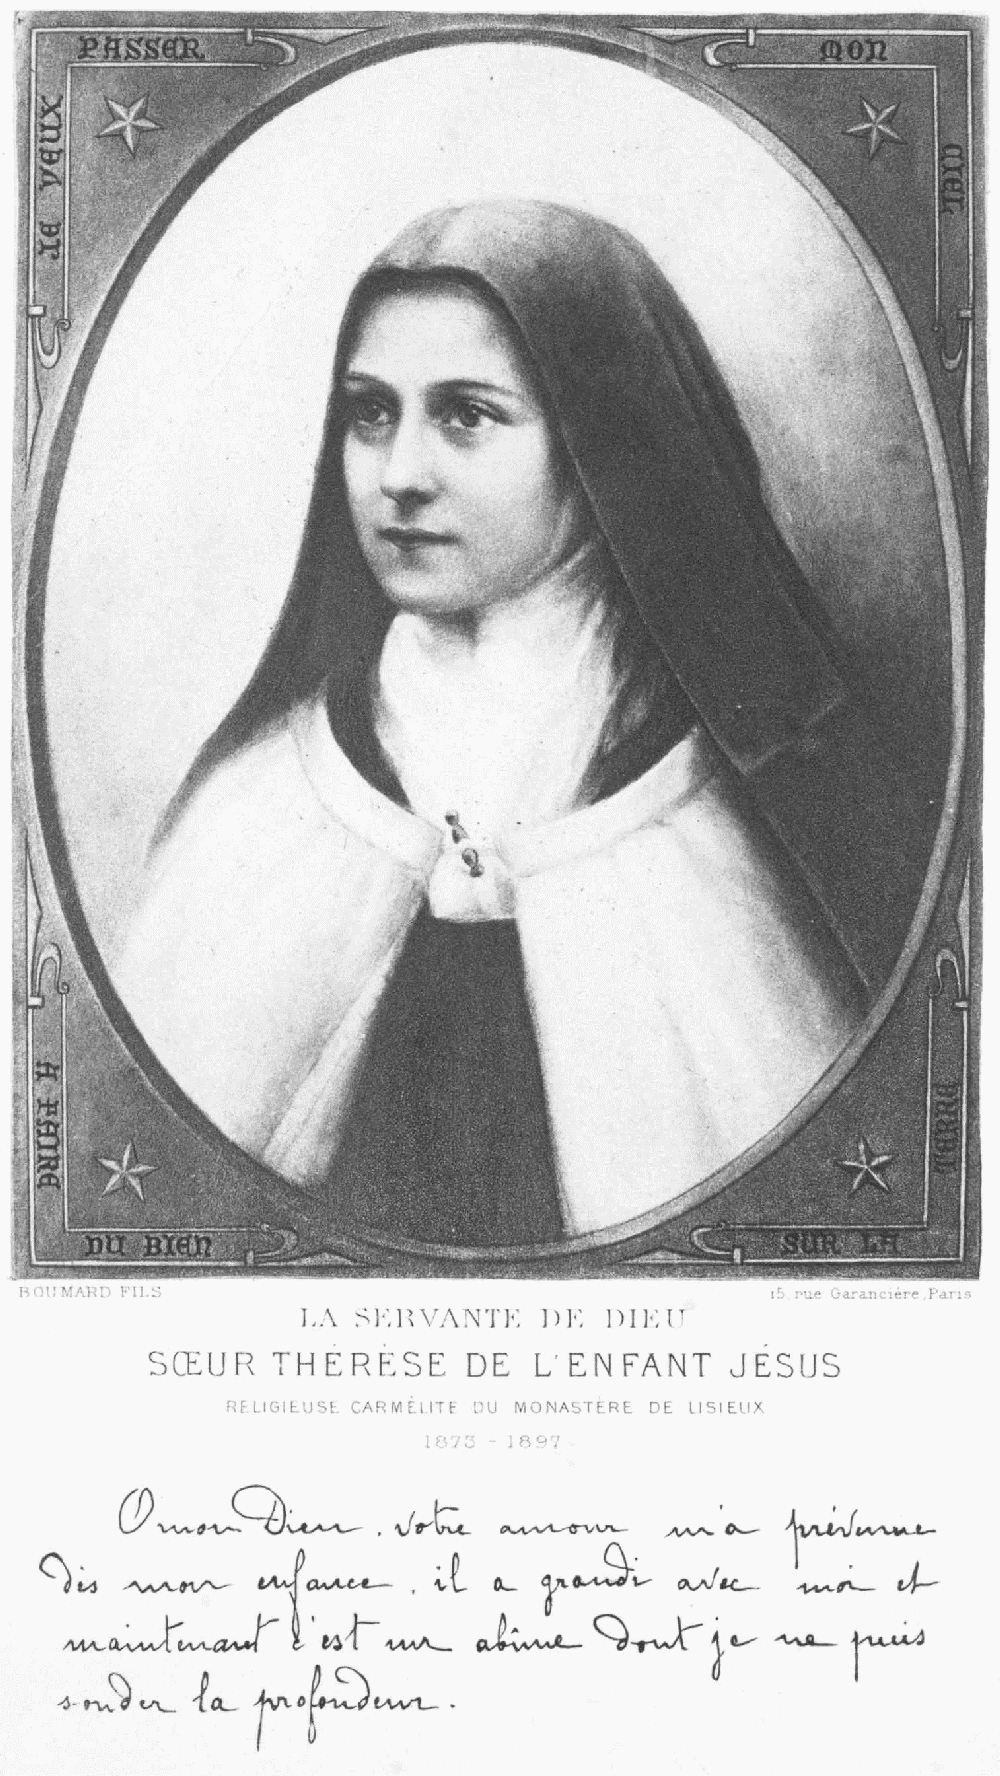 JE VEUX
PASSER
MON
CIEL
A FAIRE
DU BIEN
SUR LA
TERRE
BOUMARD FILS
15, rue Garancière, Paris
LA SERVANTE DE DIEU
SŒUR THÉRÈSE DE L'ENFANT JÉSUS
RELIGIEUSE CARMÉLITE DU MONASTÈRE DE LISIEUX
1873 - 1897
O mon Dieu, votre amour m'a prévenue
dès mon enfance, il a grandi avec moi et
maintenant c'est un abîme dont je ne puis
sonder la profondeur.